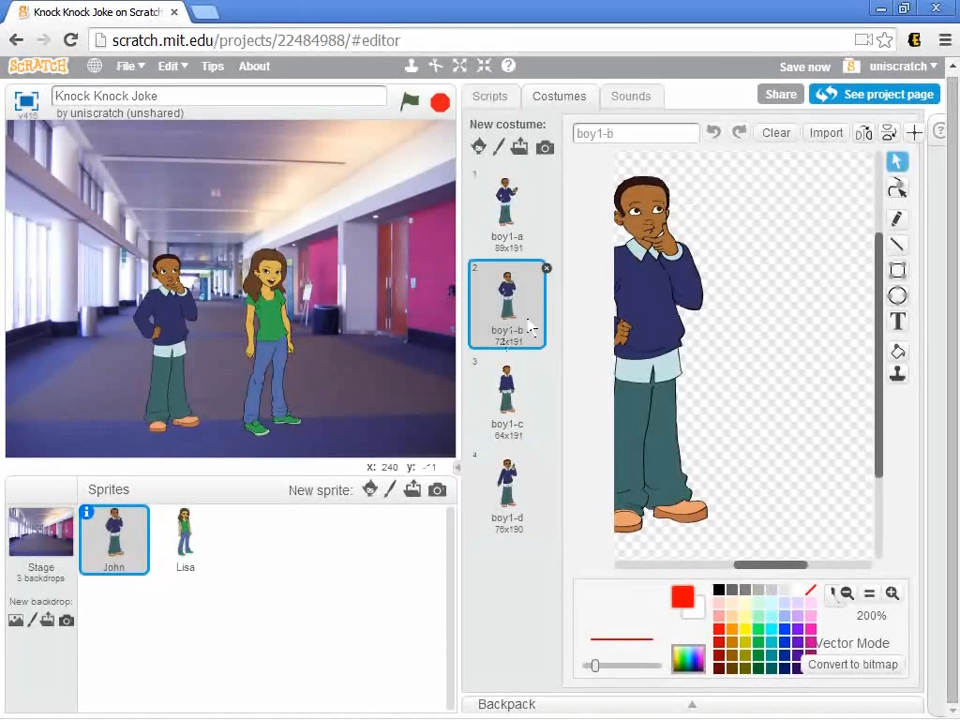 Knock Knock Joke on Scratch
scratch.mit.edu/projects/22484988/#editor
SCRATCH File Edit Tips About Save now uniscratch
Knock Knock Joke
by uniscratch (unshared)
v415
Scripts Costumes Sounds Share See project page
New costume:
boy1-b Clear Import
1
boy1-a
89x191
2
boy1-b
72x191
3
boy1-c
64x191
4
boy1-d
76x190
T
x: 240 y: -11
Sprites New sprite:
Stage
3 backdrops
John
Lisa
New backdrop:
200%
Vector Mode
Convert to bitmap
Backpack